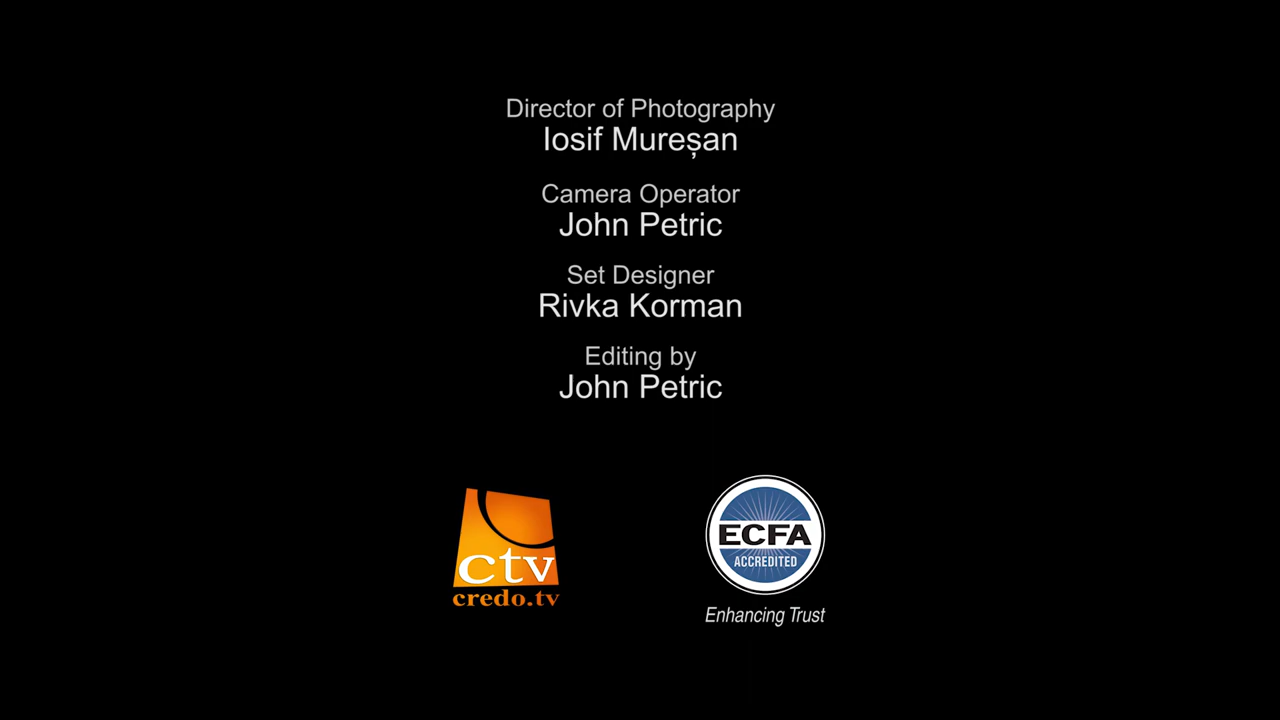 Director of Photography
Iosif Mureșan
Camera Operator
John Petric
Set Designer
Rivka Korman
Editing by
John Petric
ctv
credo.tv
ECFA
ACCREDITED
Enhancing Trust